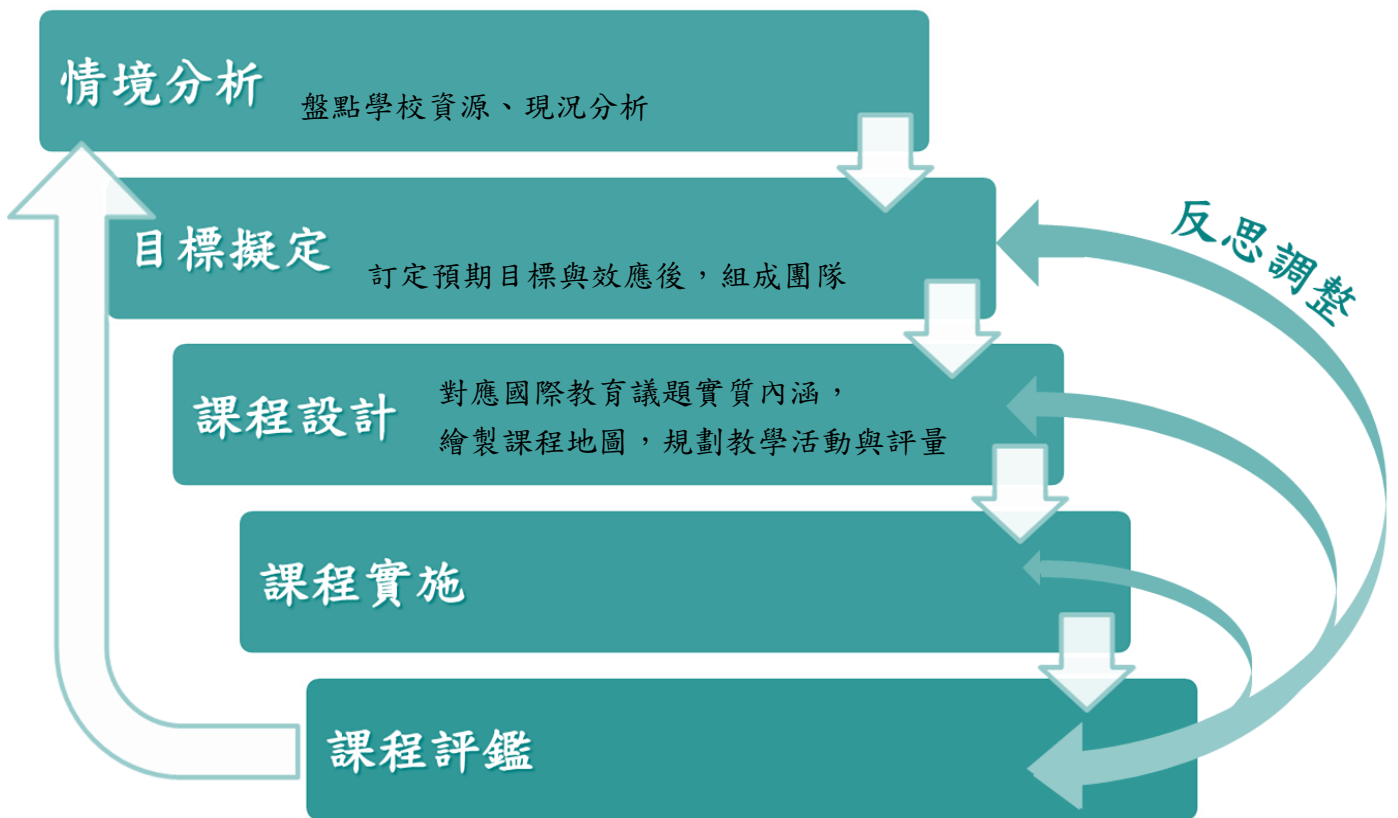 情境分析
盤點學校資源、現況分析
目標擬定
訂定預期目標與效應後，組成團隊
反思調整
課程設計
對應國際教育議題實質內涵，
繪製課程地圖，規劃教學活動與評量
課程實施
課程評鑑